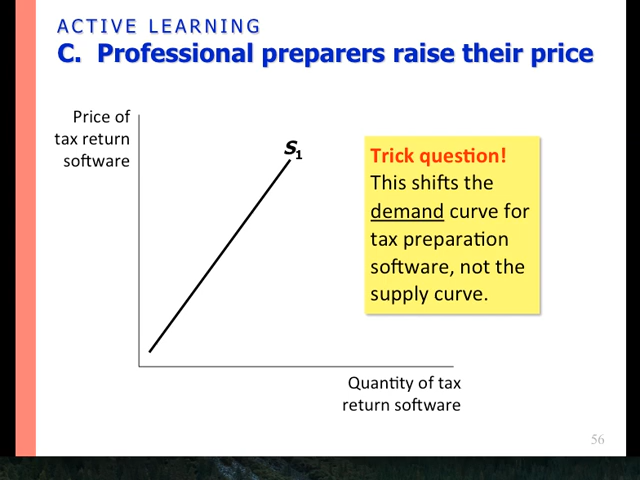 ACTIVE LEARNING
C. Professional preparers raise their price
Price of
tax return
software
S1
Trick question!
This shifts the
demand curve for
tax preparation
software, not the
supply curve.
Quantity of tax
return software
56